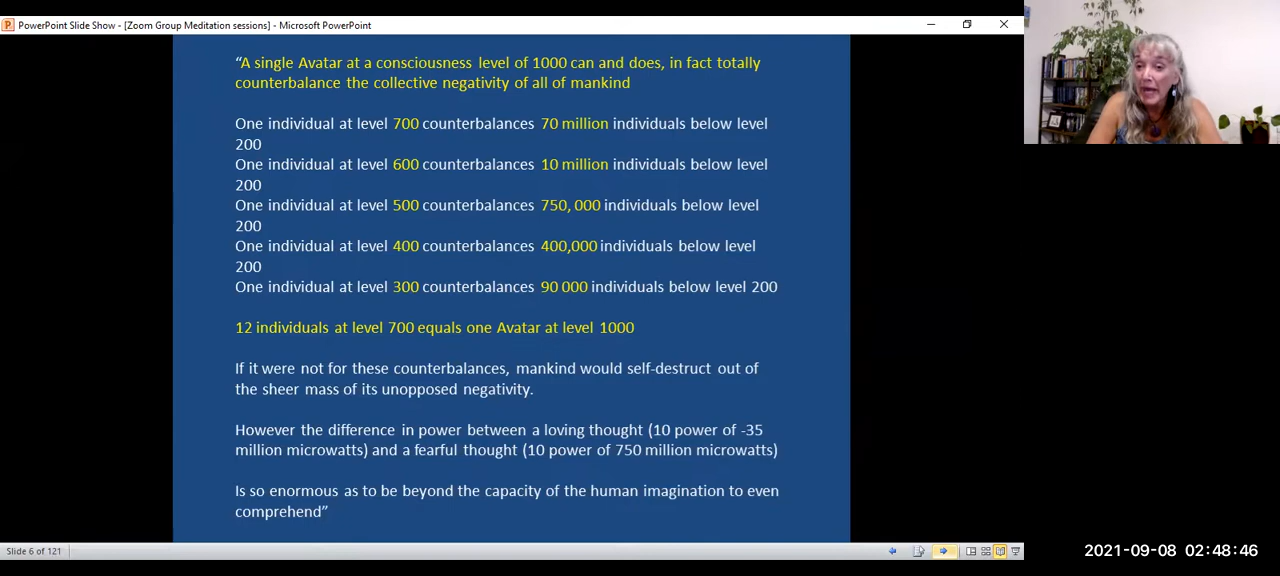 PowerPoint Slide Show - [Zoom Group Meditation sessions] - Microsoft PowerPoint
“A single Avatar at a consciousness level of 1000 can and does, in fact totally
counterbalance the collective negativity of all of mankind
One individual at level 700 counterbalances 70 million individuals below level
200
One individual at level 600 counterbalances 10 million individuals below level
200
One individual at level 500 counterbalances 750, 000 individuals below level
200
One individual at level 400 counterbalances 400,000 individuals below level
200
One individual at level 300 counterbalances 90 000 individuals below level 200
12 individuals at level 700 equals one Avatar at level 1000
If it were not for these counterbalances, mankind would self-destruct out of
the sheer mass of its unopposed negativity.
However the difference in power between a loving thought (10 power of -35
million microwatts) and a fearful thought (10 power of 750 million microwatts)
Is so enormous as to be beyond the capacity of the human imagination to even
comprehend”
Slide 6 of 121
2021-09-08 02:48:46